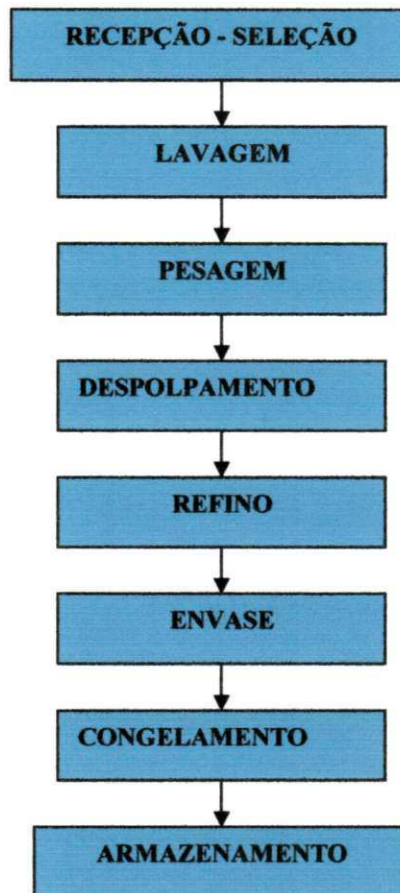 RECEPÇÃO - SELEÇÃO
LAVAGEM
PESAGEM
DESPOLPAMENTO
REFINO
ENVASE
CONGELAMENTO
ARMAZENAMENTO